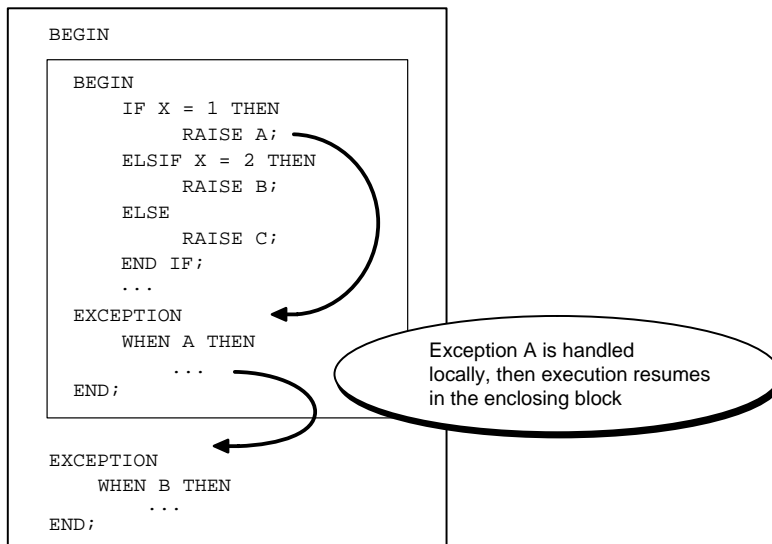 BEGIN
BEGIN
IF X = 1 THEN
RAISE A;
ELSIF X = 2 THEN
RAISE B;
ELSE
RAISE C;
END IF;
...
EXCEPTION
WHEN A THEN
...
END;
Exception A is handled
locally, then execution resumes
in the enclosing block
EXCEPTION
WHEN B THEN
...
END;